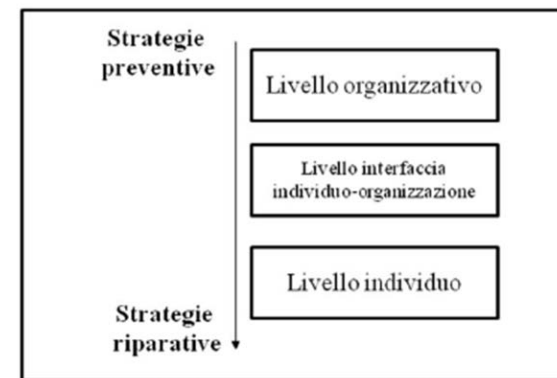 Strategie
preventive
Livello organizzativo
Livello interfaccia
individuo-organizzazione
Livello individuo
Strategie
riparative